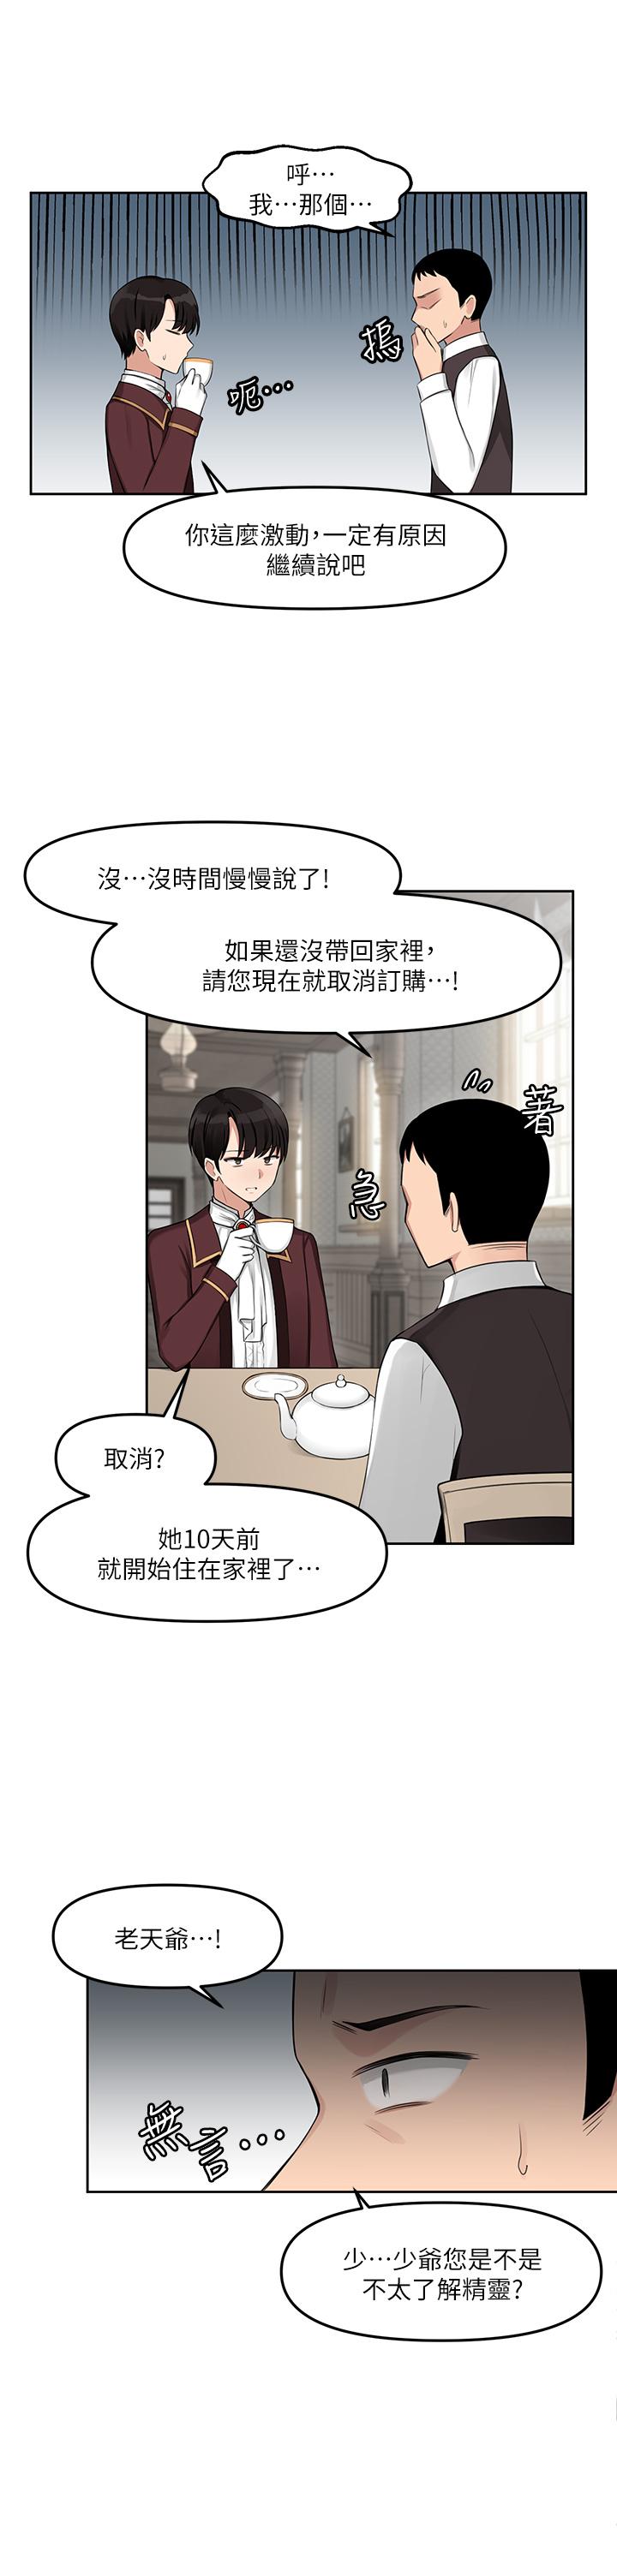 呼…
我…那個…
摀
呃…
你這麼激動，一定有原因
繼續說吧
沒…沒時間慢慢說了!
如果還沒帶回家裡，
請您現在就取消訂購…!
著
急
取消?
她10天前
就開始住在家裡了…
老天爺…!
無言…
少…少爺您是不是
不太了解精靈?